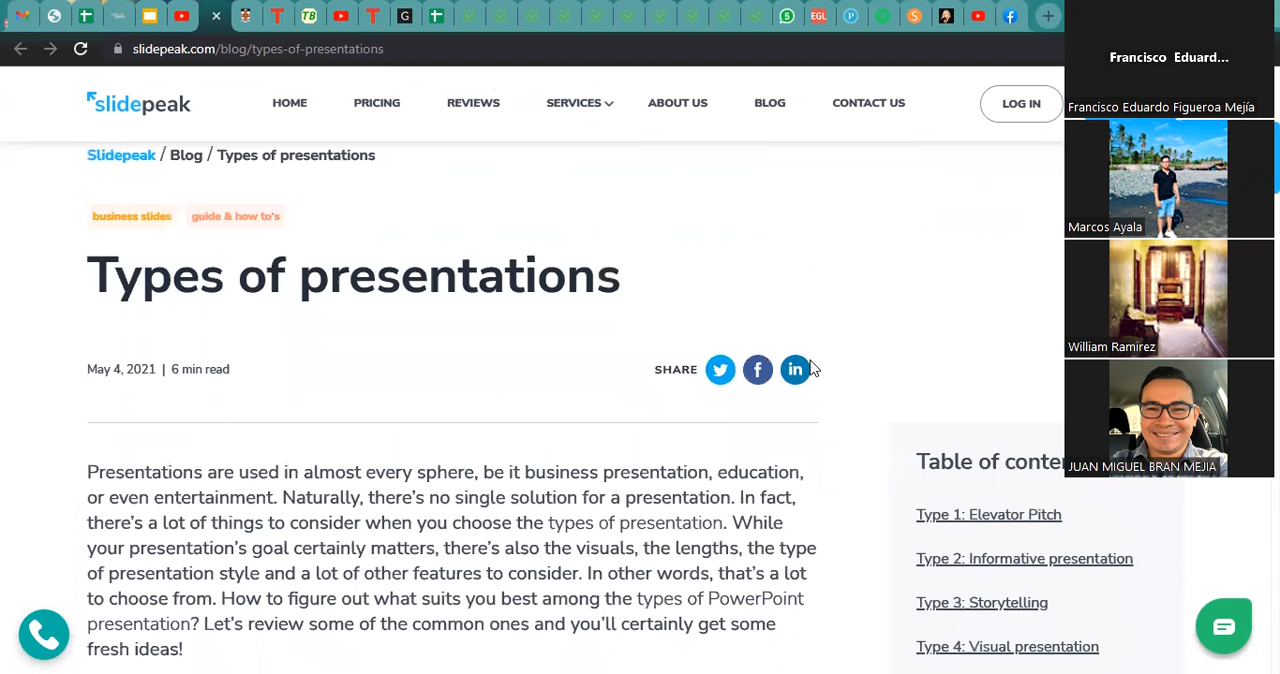 T
TB
T
G
5
EGL
P
S
slidepeak.com/blog/types-of-presentations
slidepeak
HOME
PRICING
REVIEWS
SERVICES
ABOUT US
BLOG
CONTACT US
LOG IN
Slidepeak / Blog / Types of presentations
business slides
guide & how to's
Types of presentations
May 4, 2021 | 6 min read
SHARE
Presentations are used in almost every sphere, be it business presentation, education,
or even entertainment. Naturally, there's no single solution for a presentation. In fact,
there's a lot of things to consider when you choose the types of presentation. While
your presentation's goal certainly matters, there's also the visuals, the lengths, the type
of presentation style and a lot of other features to consider. In other words, that's a lot
to choose from. How to figure out what suits you best among the types of PowerPoint
presentation? Let's review some of the common ones and you'll certainly get some
fresh ideas!
Table of conte
Type 1: Elevator Pitch
Type 2: Informative presentation
Type 3: Storytelling
Type 4: Visual presentation
Francisco Eduard...
Francisco Eduardo Figueroa Mejía
Marcos Ayala
William Ramirez
JUAN MIGUEL BRAN MEJIA